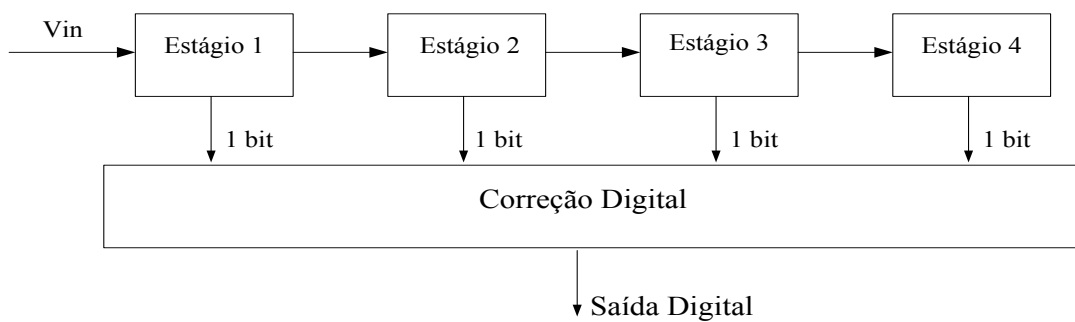 Vin
Estágio 1
Estágio 2
Estágio 3
Estágio 4
1 bit
1 bit
1 bit
1 bit
Correção Digital
Saída Digital